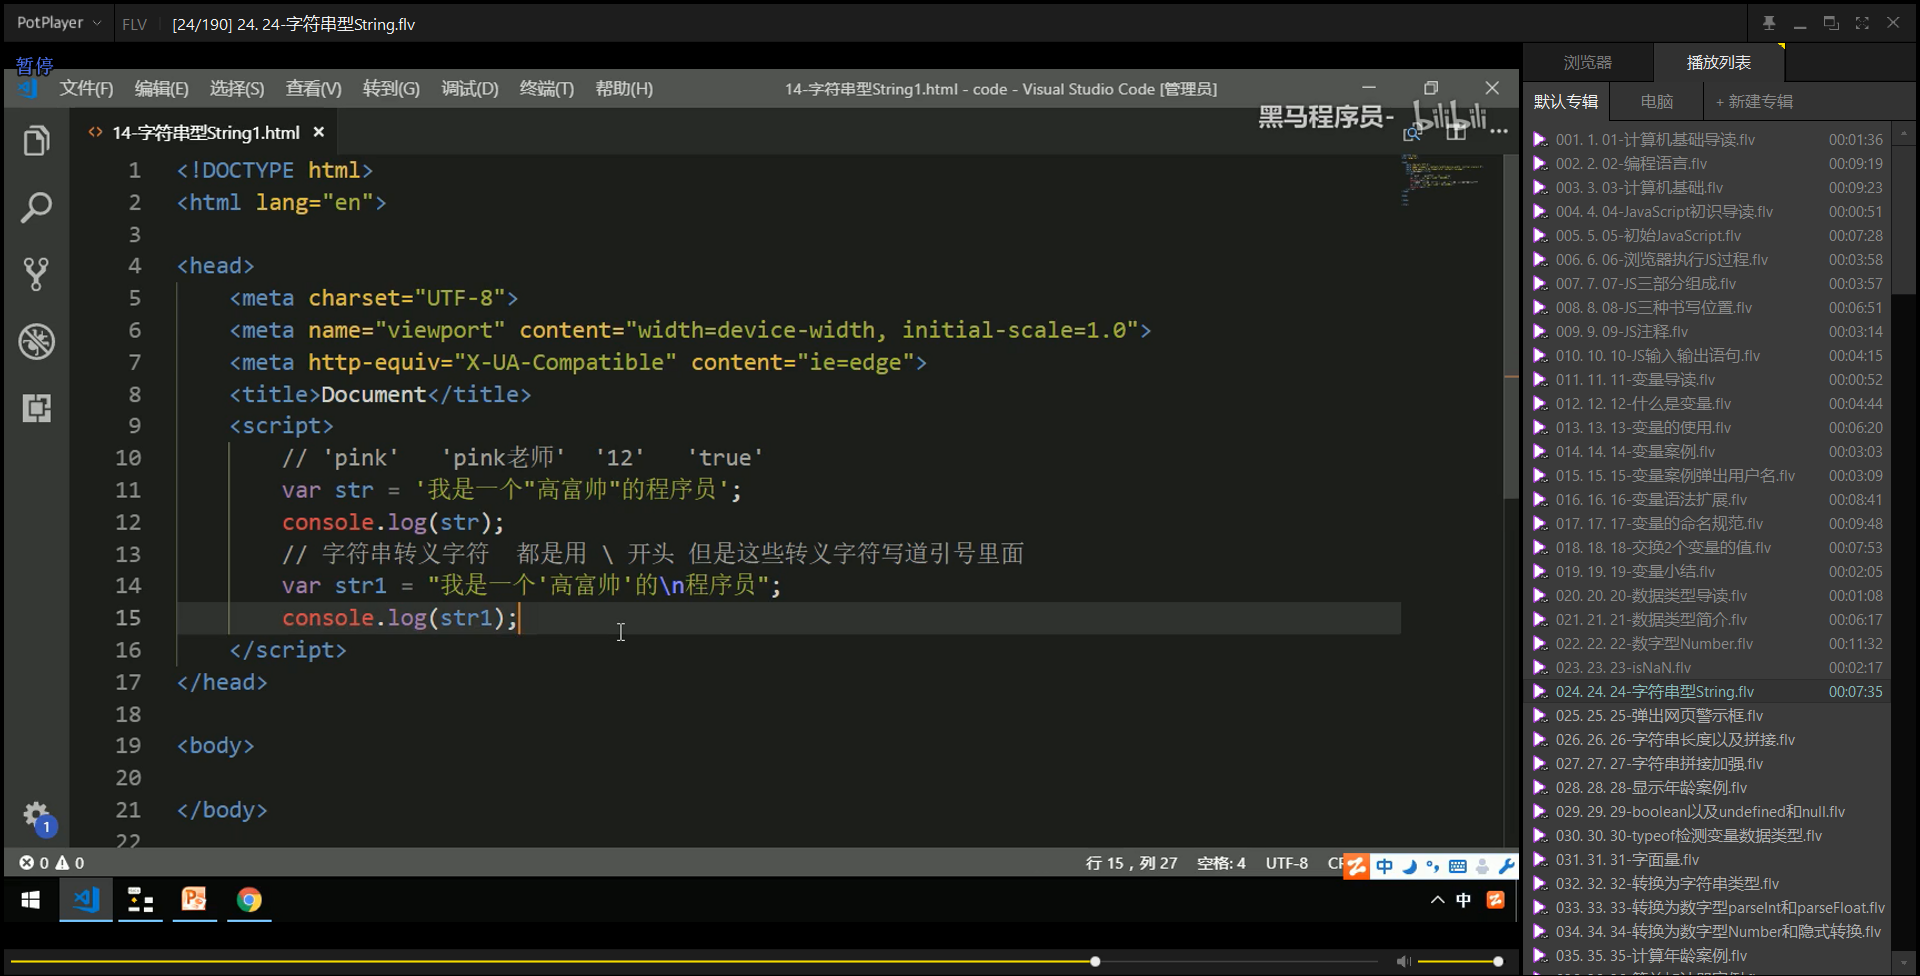 PotPlayer
FLV
[24/190] 24. 24-字符串型String.flv
暂停
文件(F) 编辑(E) 选择(S) 查看(V) 转到(G) 调试(D) 终端(T) 帮助(H)
14-字符串型String1.html - code - Visual Studio Code [管理员]
黑马程序员- bilibili
14-字符串型String1.html
1 <!DOCTYPE html>
2 <html lang="en">
3
4 <head>
5 <meta charset="UTF-8">
6 <meta name="viewport" content="width=device-width, initial-scale=1.0">
7 <meta http-equiv="X-UA-Compatible" content="ie=edge">
8 <title>Document</title>
9 <script>
10 // 'pink' 'pink老师' '12' 'true'
11 var str = '我是一个"高富帅"的程序员';
12 console.log(str);
13 // 字符串转义字符 都是用 \ 开头 但是这些转义字符写道引号里面
14 var str1 = "我是一个'高富帅'的\n程序员";
15 console.log(str1);
16 </script>
17 </head>
18
19 <body>
20
21 </body>
22
1
0 0
行 15，列 27 空格: 4 UTF-8
中
中
浏览器 播放列表
默认专辑 电脑 + 新建专辑
001. 1. 01-计算机基础导读.flv 00:01:36
002. 2. 02-编程语言.flv 00:09:19
003. 3. 03-计算机基础.flv 00:09:23
004. 4. 04-JavaScript初识导读.flv 00:00:51
005. 5. 05-初始JavaScript.flv 00:07:28
006. 6. 06-浏览器执行JS过程.flv 00:03:58
007. 7. 07-JS三部分组成.flv 00:03:57
008. 8. 08-JS三种书写位置.flv 00:06:51
009. 9. 09-JS注释.flv 00:03:14
010. 10. 10-JS输入输出语句.flv 00:04:15
011. 11. 11-变量导读.flv 00:00:52
012. 12. 12-什么是变量.flv 00:04:44
013. 13. 13-变量的使用.flv 00:06:20
014. 14. 14-变量案例.flv 00:03:03
015. 15. 15-变量案例弹出用户名.flv 00:03:09
016. 16. 16-变量语法扩展.flv 00:08:41
017. 17. 17-变量的命名规范.flv 00:09:48
018. 18. 18-交换2个变量的值.flv 00:07:53
019. 19. 19-变量小结.flv 00:02:05
020. 20. 20-数据类型导读.flv 00:01:08
021. 21. 21-数据类型简介.flv 00:06:17
022. 22. 22-数字型Number.flv 00:11:32
023. 23. 23-isNaN.flv 00:02:17
024. 24. 24-字符串型String.flv 00:07:35
025. 25. 25-弹出网页警示框.flv
026. 26. 26-字符串长度以及拼接.flv
027. 27. 27-字符串拼接加强.flv
028. 28. 28-显示年龄案例.flv
029. 29. 29-boolean以及undefined和null.flv
030. 30. 30-typeof检测变量数据类型.flv
031. 31. 31-字面量.flv
032. 32. 32-转换为字符串类型.flv
033. 33. 33-转换为数字型parseInt和parseFloat.flv
034. 34. 34-转换为数字型Number和隐式转换.flv
035. 35. 35-计算年龄案例.flv